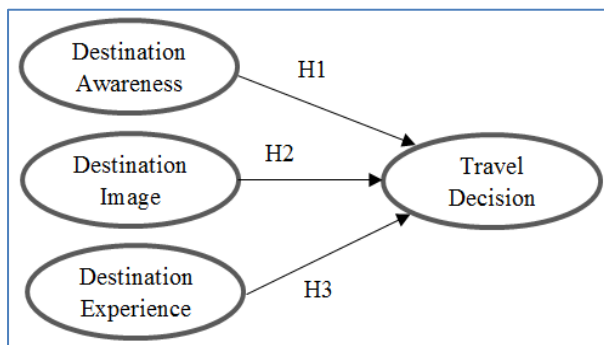 Destination
Awareness
H1
Destination
Image
H2
Travel
Decision
Destination
Experience
H3